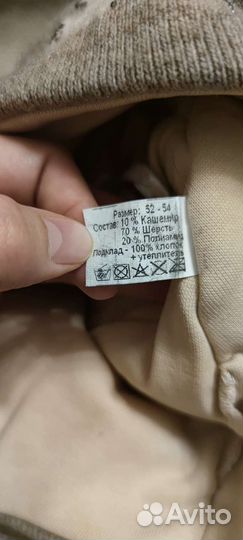 Размер: 52 - 54
Состав: 10 % Кашемир
70 % Шерсть
20 % Полиамид
Подклад - 100% хлопок
+ утеплитель
Avito